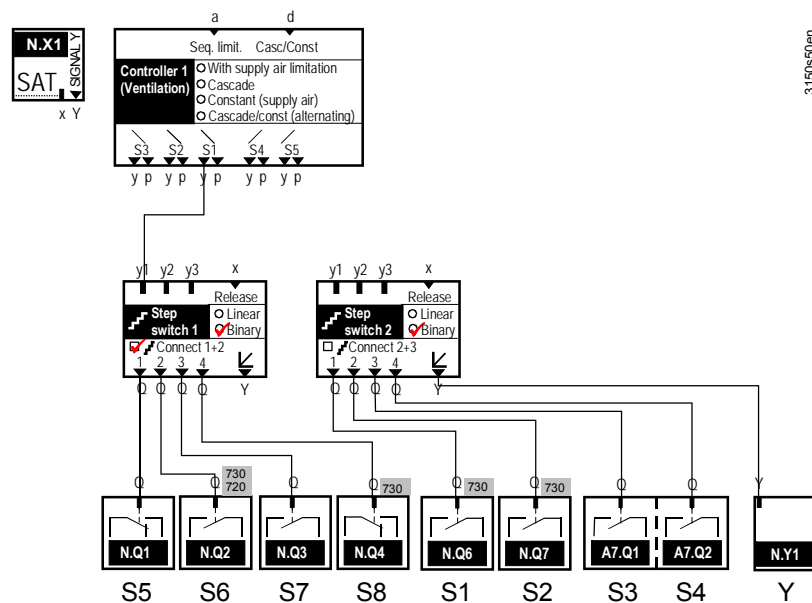 a d
N.X1 SIGNAL Y
SAT
x Y
3150s50en
Seq. limit. Casc/Const
Controller 1
(Ventilation)
With supply air limitation
Cascade
Constant (supply air)
Cascade/const (alternating)
S3 S2 S1 S4 S5
y p y p y p y p y p
y1 y2 y3 x y1 y2 y3 x
Release Release
Step
switch 1
Linear
Binary
Connect 1+2
Step
switch 2
Linear
Binary
Connect 2+3
1 2 3 4 1 2 3 4
Q Q Q Q Y Q Q Q Q Y
Q Q Q Q Q Q Q Q Y
730
720
730 730 730
N.Q1 N.Q2 N.Q3 N.Q4 N.Q6 N.Q7 A7.Q1 A7.Q2 N.Y1
S5 S6 S7 S8 S1 S2 S3 S4 Y